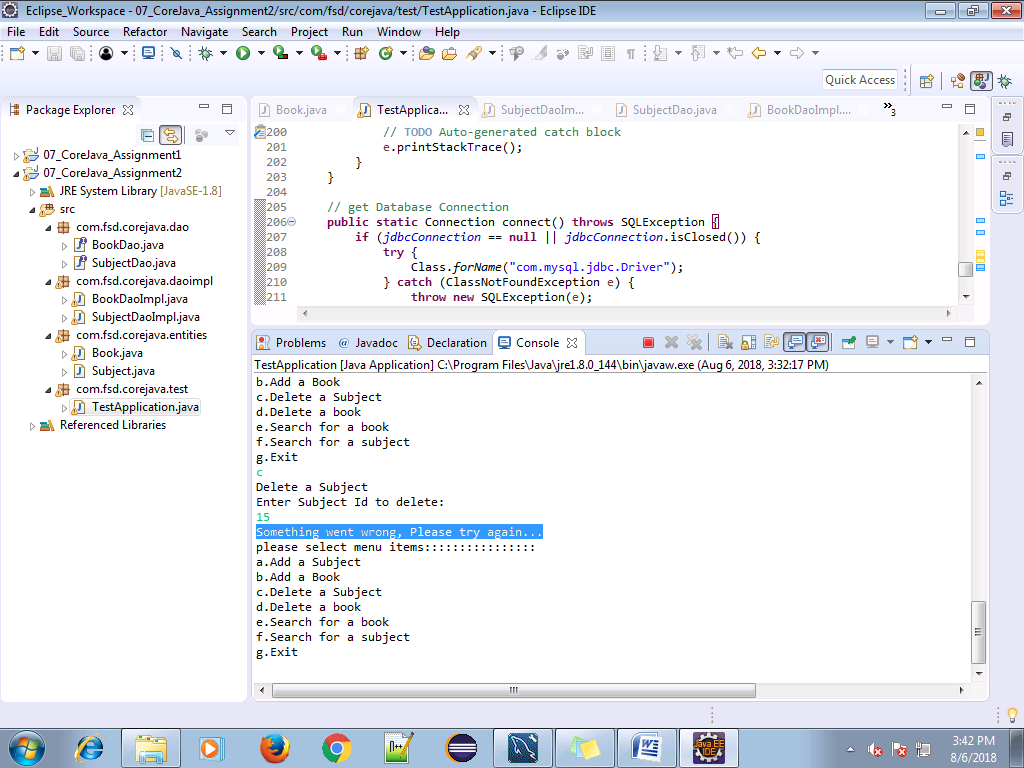 Eclipse_Workspace - 07_CoreJava_Assignment2/src/com/fsd/corejava/test/TestApplication.java - Eclipse IDE
File Edit Source Refactor Navigate Search Project Run Window Help
Quick Access
Package Explorer
07_CoreJava_Assignment1
07_CoreJava_Assignment2
JRE System Library [JavaSE-1.8]
src
com.fsd.corejava.dao
BookDao.java
SubjectDao.java
com.fsd.corejava.daoimpl
BookDaoImpl.java
SubjectDaoImpl.java
com.fsd.corejava.entities
Book.java
Subject.java
com.fsd.corejava.test
TestApplication.java
Referenced Libraries
Book.java TestApplica... SubjectDaoIm... SubjectDao.java BookDaoImpl.... »3
200 // TODO Auto-generated catch block
201 e.printStackTrace();
202 }
203 }
204
205 // get Database Connection
206 public static Connection connect() throws SQLException {
207 if (jdbcConnection == null || jdbcConnection.isClosed()) {
208 try {
209 Class.forName("com.mysql.jdbc.Driver");
210 } catch (ClassNotFoundException e) {
211 throw new SQLException(e);
Problems @ Javadoc Declaration Console
TestApplication [Java Application] C:\Program Files\Java\jre1.8.0_144\bin\javaw.exe (Aug 6, 2018, 3:32:17 PM)
b.Add a Book
c.Delete a Subject
d.Delete a book
e.Search for a book
f.Search for a subject
g.Exit
c
Delete a Subject
Enter Subject Id to delete:
15
Something went wrong, Please try again...
please select menu items::::::::::::::::
a.Add a Subject
b.Add a Book
c.Delete a Subject
d.Delete a book
e.Search for a book
f.Search for a subject
g.Exit
Java EE
IDE
3:42 PM
8/6/2018